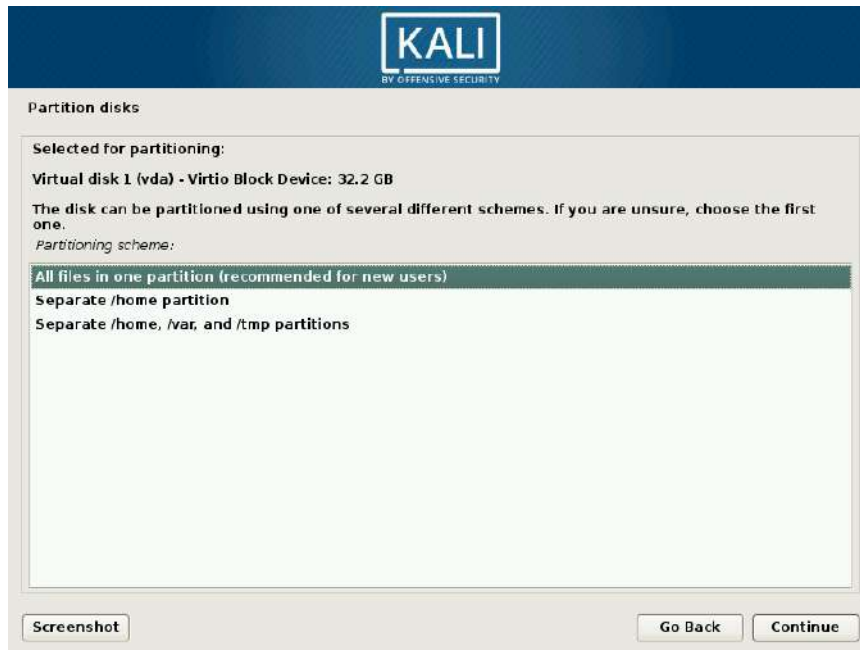 KALI
BY OFFENSIVE SECURITY
Partition disks
Selected for partitioning:
Virtual disk 1 (vda) - Virtio Block Device: 32.2 GB
The disk can be partitioned using one of several different schemes. If you are unsure, choose the first
one.
Partitioning scheme:
All files in one partition (recommended for new users)
Separate /home partition
Separate /home, /var, and /tmp partitions
Screenshot
Go Back
Continue